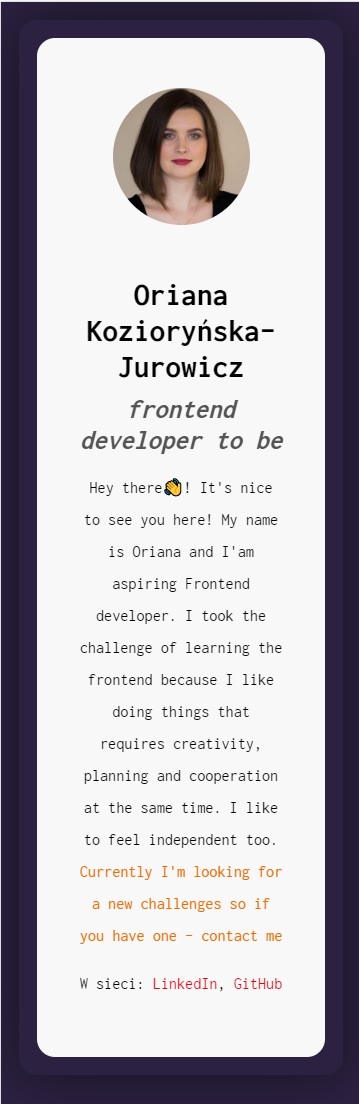 Oriana
Kozioryńska-
Jurowicz
frontend
developer to be
Hey there👏! It's nice
to see you here! My name
is Oriana and I'am
aspiring Frontend
developer. I took the
challenge of learning the
frontend because I like
doing things that
requires creativity,
planning and cooperation
at the same time. I like
to feel independent too.
Currently I'm looking for
a new challenges so if
you have one - contact me
W sieci: LinkedIn, GitHub